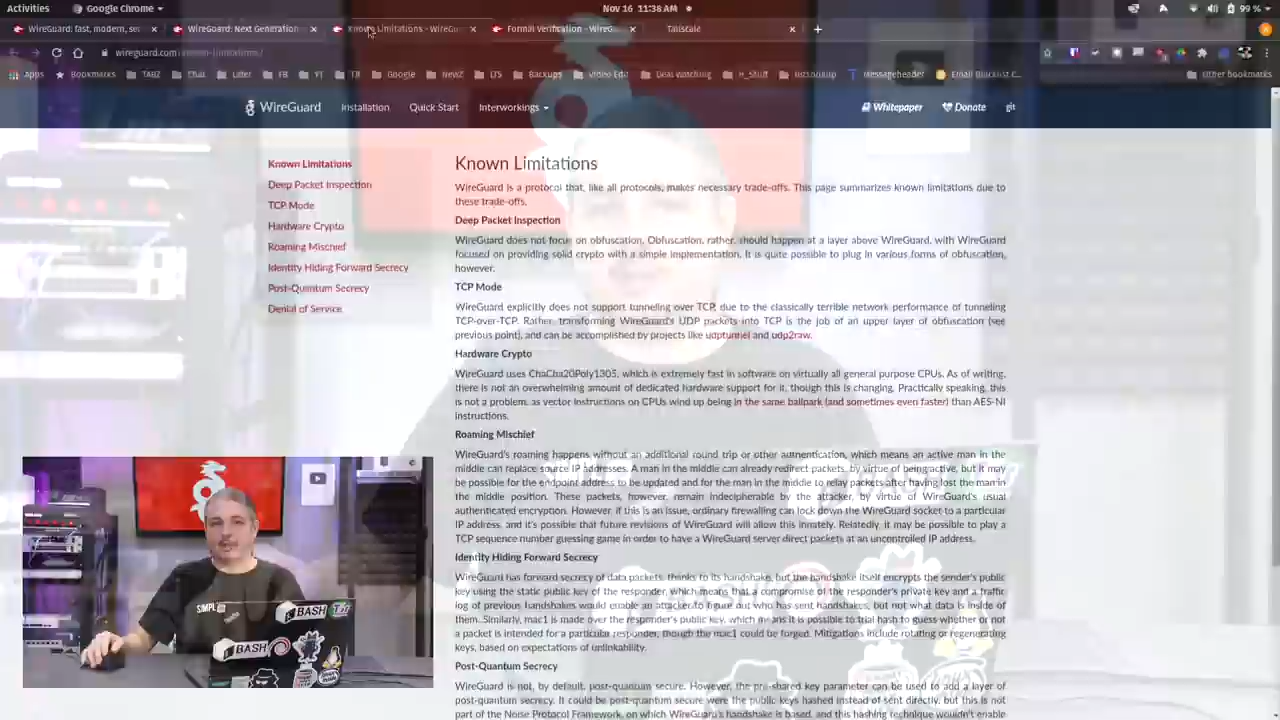 Activities
Google Chrome
Nov 16 11:38 AM
99 %
WireGuard: fast, modern, sec
WireGuard: Next Generation
Known Limitations - WireGu
Formal Verification - WireG
Tailscale
wireguard.com/known-limitations/
Apps
Bookmarks
TABZ
Chat
Later
FB
YT
Google
NewZ
LTS
Backups
Video Edit
Deal Watching
messageheader
Email Blacklist C...
Other bookmarks
WireGuard
Installation
Quick Start
Interworkings
Whitepaper
Donate
git
Known Limitations
Deep Packet Inspection
TCP Mode
Hardware Crypto
Roaming Mischief
Identity Hiding Forward Secrecy
Post-Quantum Secrecy
Denial of Service
Known Limitations
WireGuard is a protocol that, like all protocols, makes necessary trade-offs. This page summarizes known limitations due to
these trade-offs.
Deep Packet Inspection
WireGuard does not focus on obfuscation. Obfuscation, rather, should happen at a layer above WireGuard, with WireGuard
focused on providing solid crypto with a simple implementation. It is quite possible to plug in various forms of obfuscation,
however.
TCP Mode
WireGuard explicitly does not support tunneling over TCP, due to the classically terrible network performance of tunneling
TCP-over-TCP. Rather, transforming WireGuard's UDP packets into TCP is the job of an upper layer of obfuscation (see
previous point), and can be accomplished by projects like udptunnel and udp2raw.
Hardware Crypto
WireGuard uses ChaCha20Poly1305, which is extremely fast in software on virtually all general purpose CPUs. As of writing,
there is not an overwhelming amount of dedicated hardware support for it, though this is changing. Practically speaking, this
is not a problem, as vector instructions on CPUs wind up being in the same ballpark (and sometimes even faster) than AES-NI
instructions.
Roaming Mischief
WireGuard's roaming happens without an additional round trip or other authentication, which means an active man in the
middle can replace source IP addresses. A man in the middle can already redirect packets, by virtue of being active, but it may
be possible for the endpoint address to be updated and for the man in the middle to relay packets after having lost the man in
the middle position. These packets, however, remain indecipherable by the attacker, by virtue of WireGuard's usual
authenticated encryption. However, if this is an issue, ordinary firewalling can lock down the WireGuard socket to a particular
IP address, and it's possible that future revisions of WireGuard will allow this innately. Relatedly, it may be possible to play a
TCP sequence number guessing game in order to have a WireGuard server direct packets at an uncontrolled IP address.
Identity Hiding Forward Secrecy
WireGuard has forward secrecy of data packets, thanks to its handshake, but the handshake itself encrypts the sender's public
key using the static public key of the responder, which means that a compromise of the responder's private key and a traffic
log of previous handshakes would enable an attacker to figure out who has sent handshakes, but not what data is inside of
them. Similarly, mac1 is made over the responder's public key, which means it is possible to trial hash to guess whether or not
a packet is intended for a particular responder, though the mac1 could be forged. Mitigations include rotating or regenerating
keys, based on expectations of unlinkability.
Post-Quantum Secrecy
WireGuard is not, by default, post-quantum secure. However, the pre-shared key parameter can be used to add a layer of
post-quantum secrecy. It could be post-quantum secure were the public keys hashed instead of sent directly, but this is not
part of the Noise Protocol Framework, on which WireGuard's handshake is based, and this hashing technique wouldn't enable
SIMPL
BASH
BASH